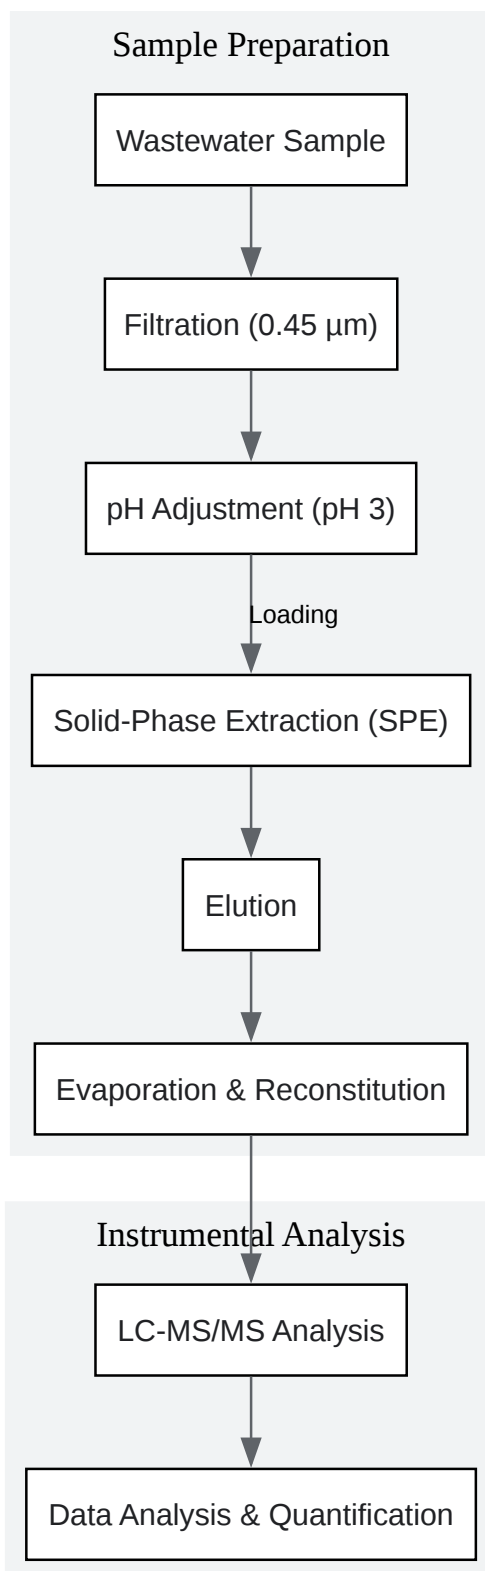 Sample Preparation
Wastewater Sample
Filtration (0.45 µm)
pH Adjustment (pH 3)
Loading
Solid-Phase Extraction (SPE)
Elution
Evaporation & Reconstitution
Instrumental Analysis
LC-MS/MS Analysis
Data Analysis & Quantification